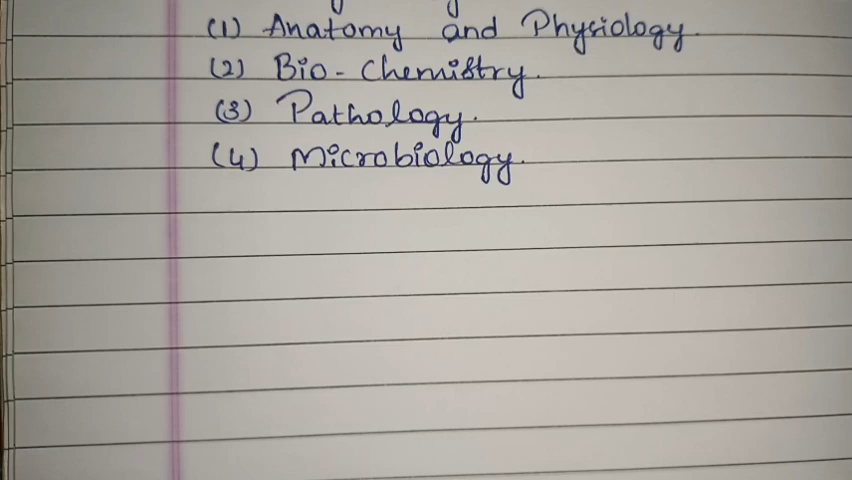 (1) Anatomy and Physiology.
(2) Bio - Chemistry.
(3) Pathology.
(4) Microbiology.